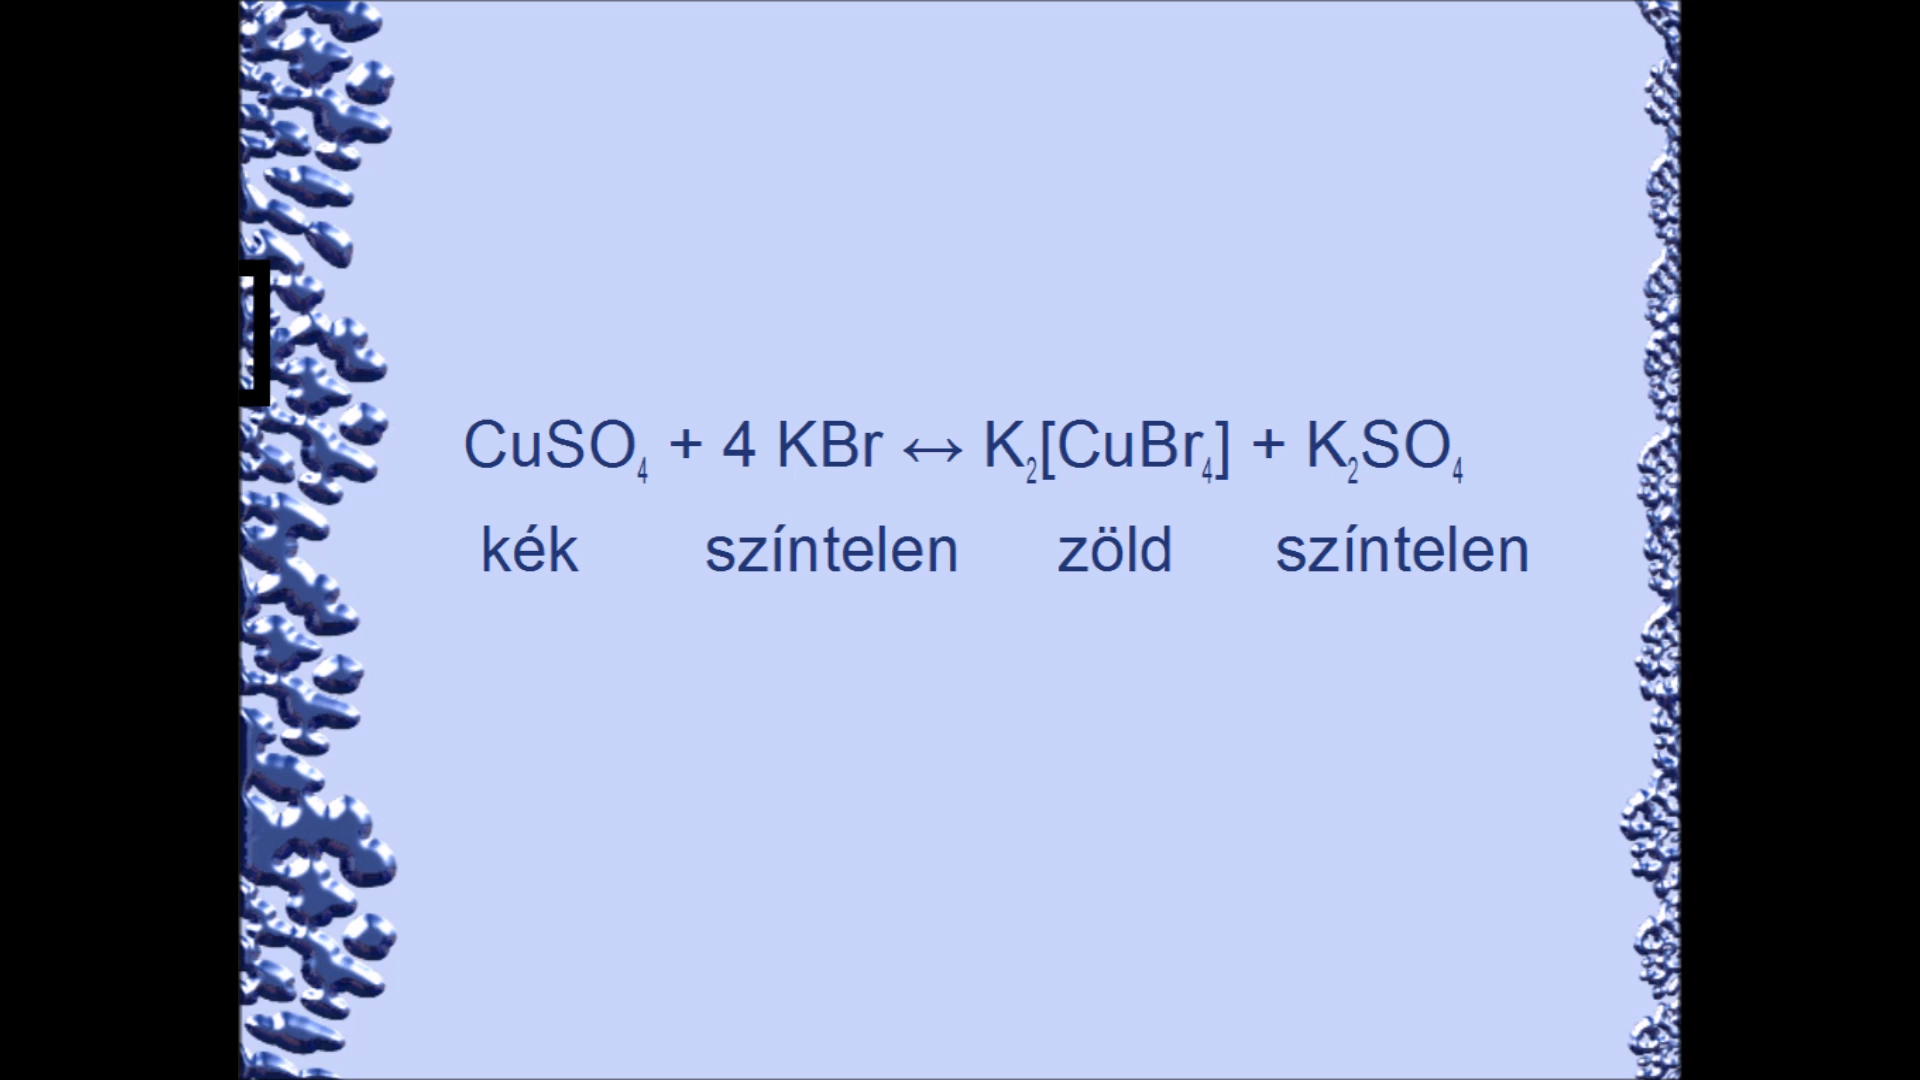 CuSO₄ + 4 KBr ↔ K₂[CuBr₄] + K₂SO₄
kék színtelen zöld színtelen